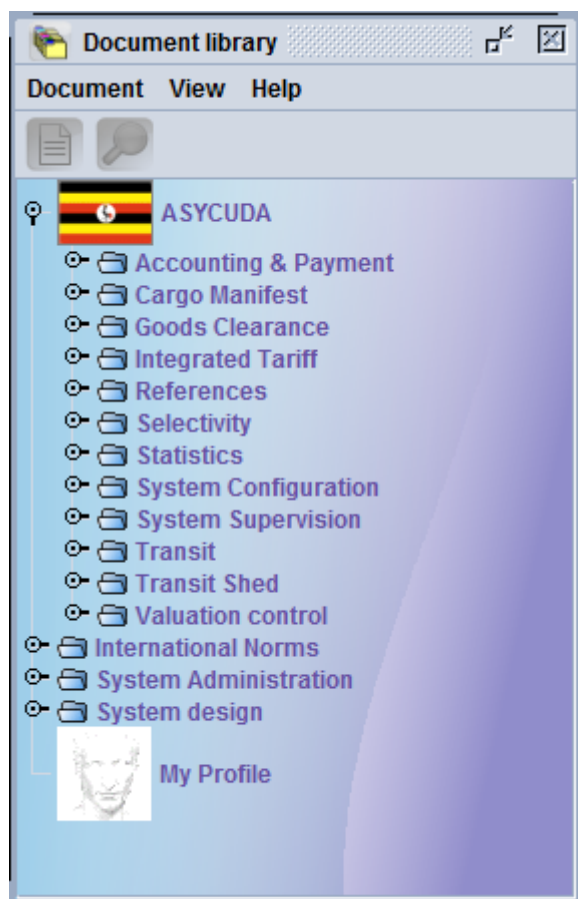 Document library
Document View Help
ASYCUDA
Accounting & Payment
Cargo Manifest
Goods Clearance
Integrated Tariff
References
Selectivity
Statistics
System Configuration
System Supervision
Transit
Transit Shed
Valuation control
International Norms
System Administration
System design
My Profile